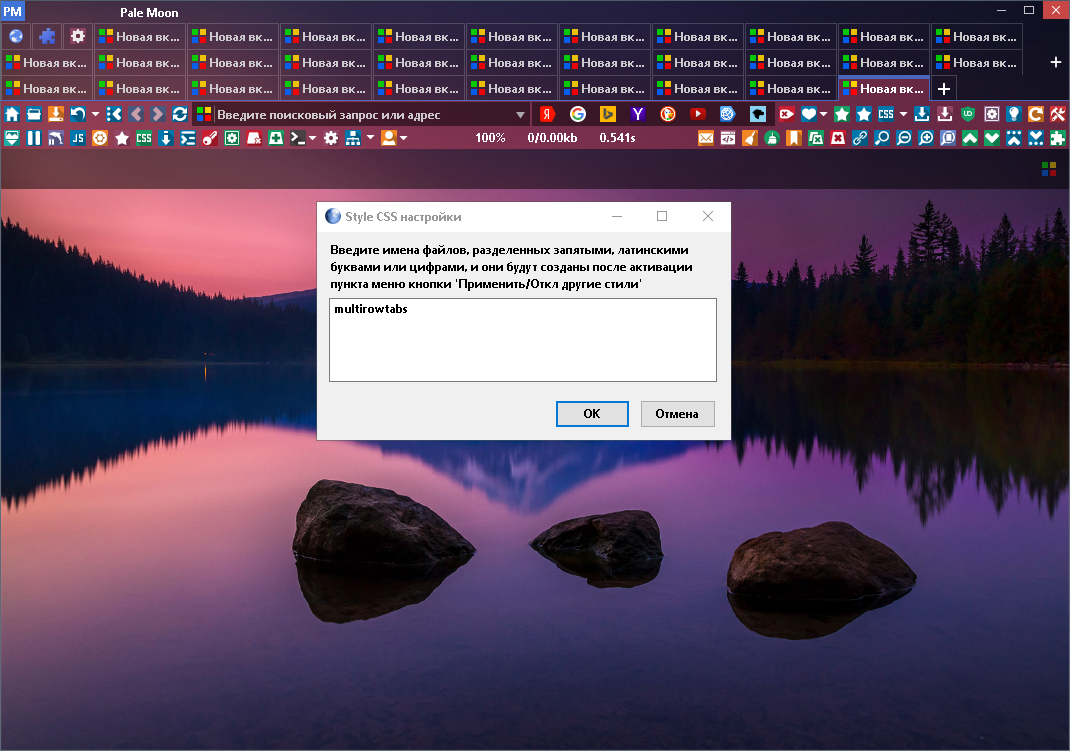 PM Pale Moon
Новая вк... Новая вк... Новая вк... Новая вк... Новая вк... Новая вк... Новая вк... Новая вк... Новая вк... Новая вк...
Новая вк... Новая вк... Новая вк... Новая вк... Новая вк... Новая вк... Новая вк... Новая вк... Новая вк... Новая вк... Новая вк...
Новая вк... Новая вк... Новая вк... Новая вк... Новая вк... Новая вк... Новая вк... Новая вк... Новая вк... Новая вк...
Введите поисковый запрос или адрес Я G b Y CSS UO C
JS CSS 100% 0/0.00kb 0.541s
Style CSS настройки
Введите имена файлов, разделенных запятыми, латинскими
буквами или цифрами, и они будут созданы после активации
пункта меню кнопки 'Применить/Откл другие стили'
multirowtabs
OK Отмена